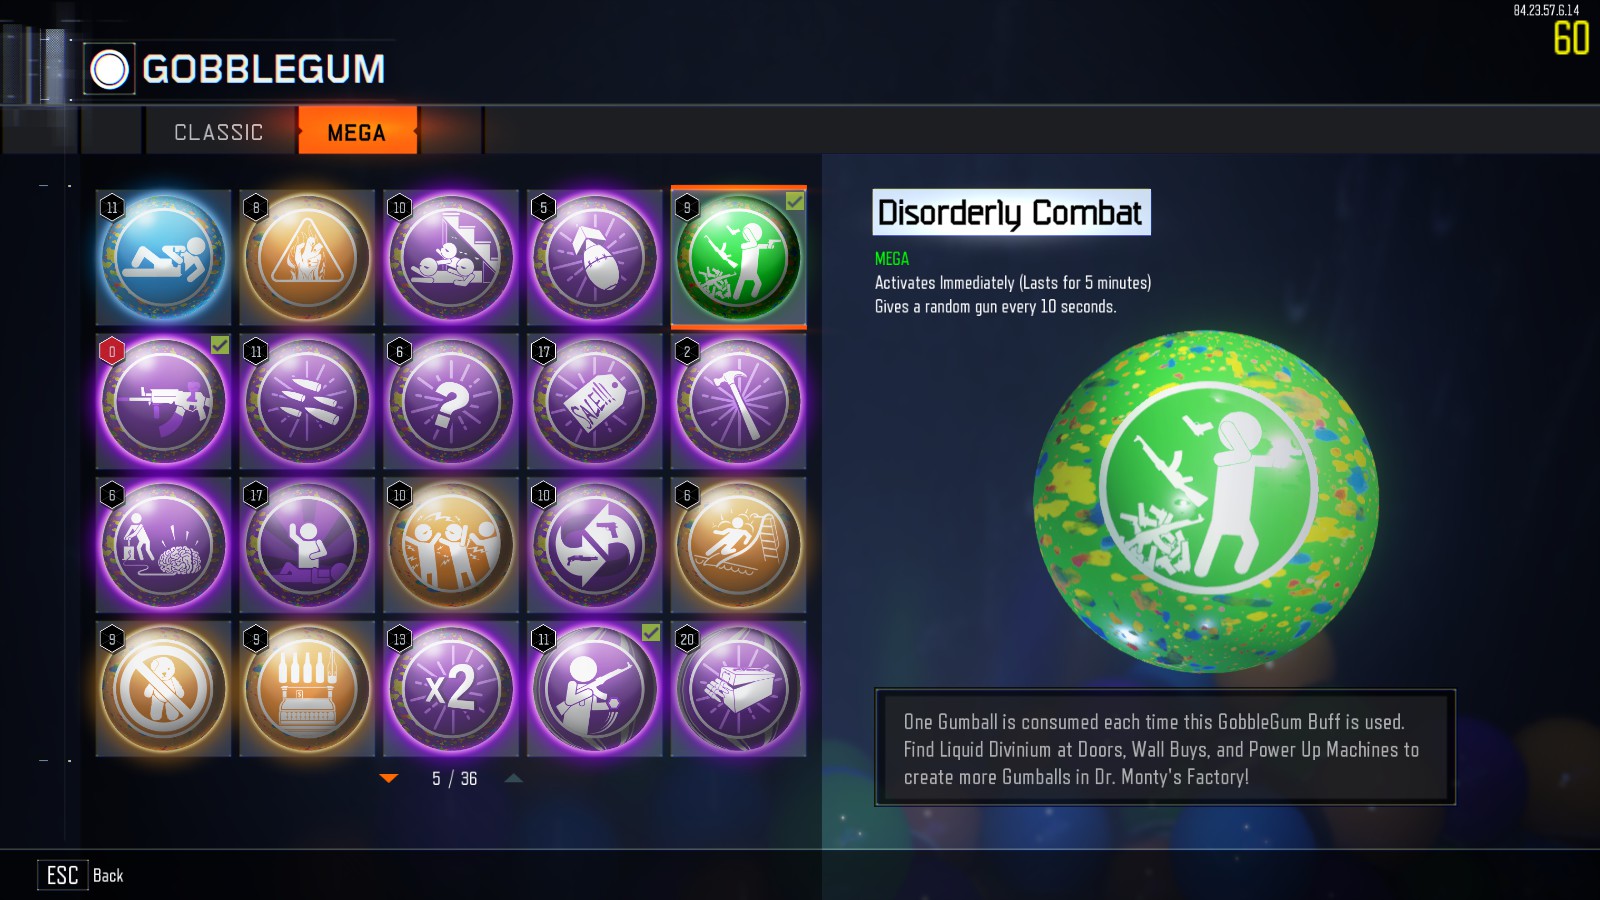 84.23.57.6.14
60
GOBBLEGUM
CLASSIC
MEGA
11
8
10
5
9
0
11
6
17
2
SALE!!!
6
17
10
10
6
9
9
13
11
20
x2
5 / 36
Disorderly Combat
MEGA
Activates Immediately (Lasts for 5 minutes)
Gives a random gun every 10 seconds.
One Gumball is consumed each time this GobbleGum Buff is used.
Find Liquid Divinium at Doors, Wall Buys, and Power Up Machines to
create more Gumballs in Dr. Monty's Factory!
ESC Back